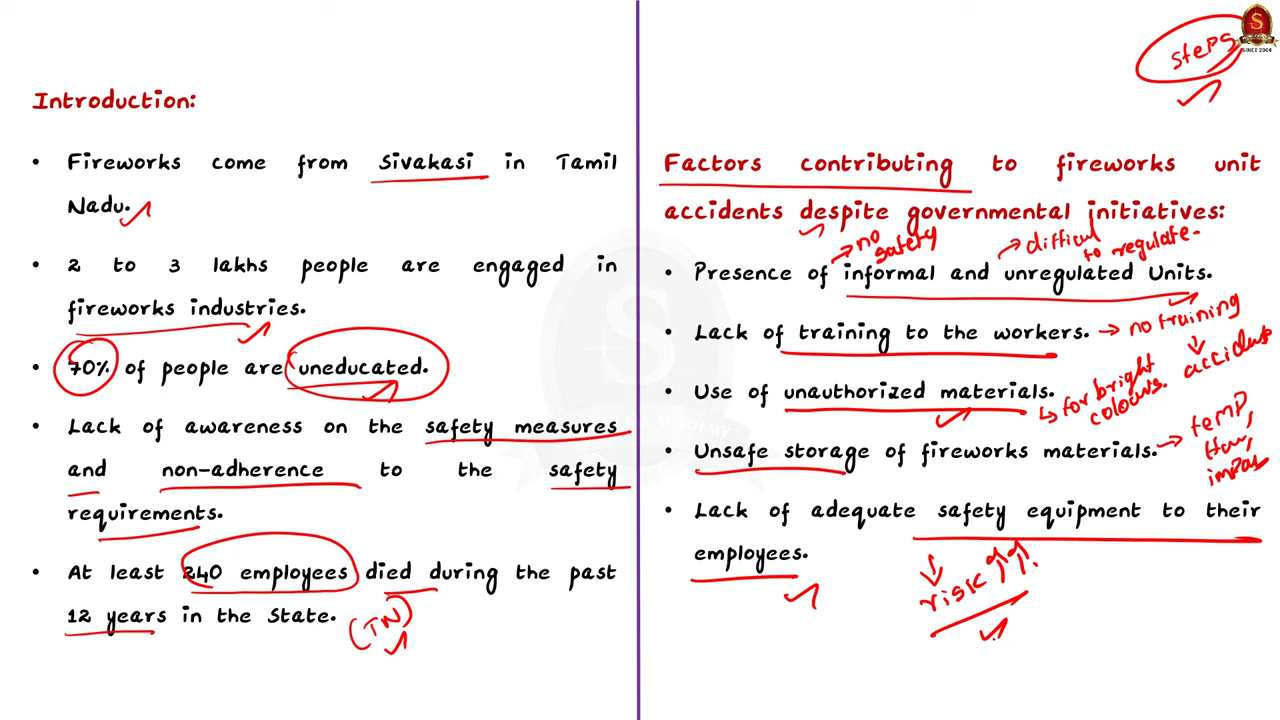 Introduction:
• Fireworks come from Sivakasi in Tamil
Nadu.
• 2 to 3 lakhs people are engaged in
fireworks industries.
• 70% of people are uneducated.
• Lack of awareness on the safety measures
and non-adherence to the safety
requirements.
• At least 240 employees died during the past
12 years in the State.
(TN)
steps
S
SINCE 2004
Factors contributing to fireworks unit
accidents despite governmental initiatives:
no
safety
difficul
to regulate
• Presence of informal and unregulated Units.
• Lack of training to the workers.
no training
• Use of unauthorized materials.
for bright
colours.
• Unsafe storage of fireworks materials.
temp,
• Lack of adequate safety equipment to their
employees.
risk